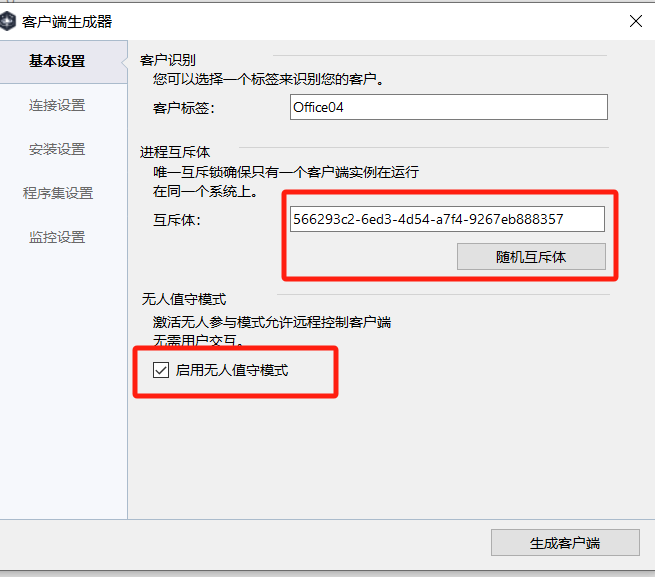 客户端生成器
基本设置
连接设置
安装设置
程序集设置
监控设置
客户识别
您可以选择一个标签来识别您的客户。
客户标签：
Office04
进程互斥体
唯一互斥锁确保只有一个客户端实例在运行
在同一个系统上。
互斥体：
566293c2-6ed3-4d54-a7f4-9267eb888357
随机互斥体
无人值守模式
激活无人参与模式允许远程控制客户端
无需用户交互。
启用无人值守模式
生成客户端